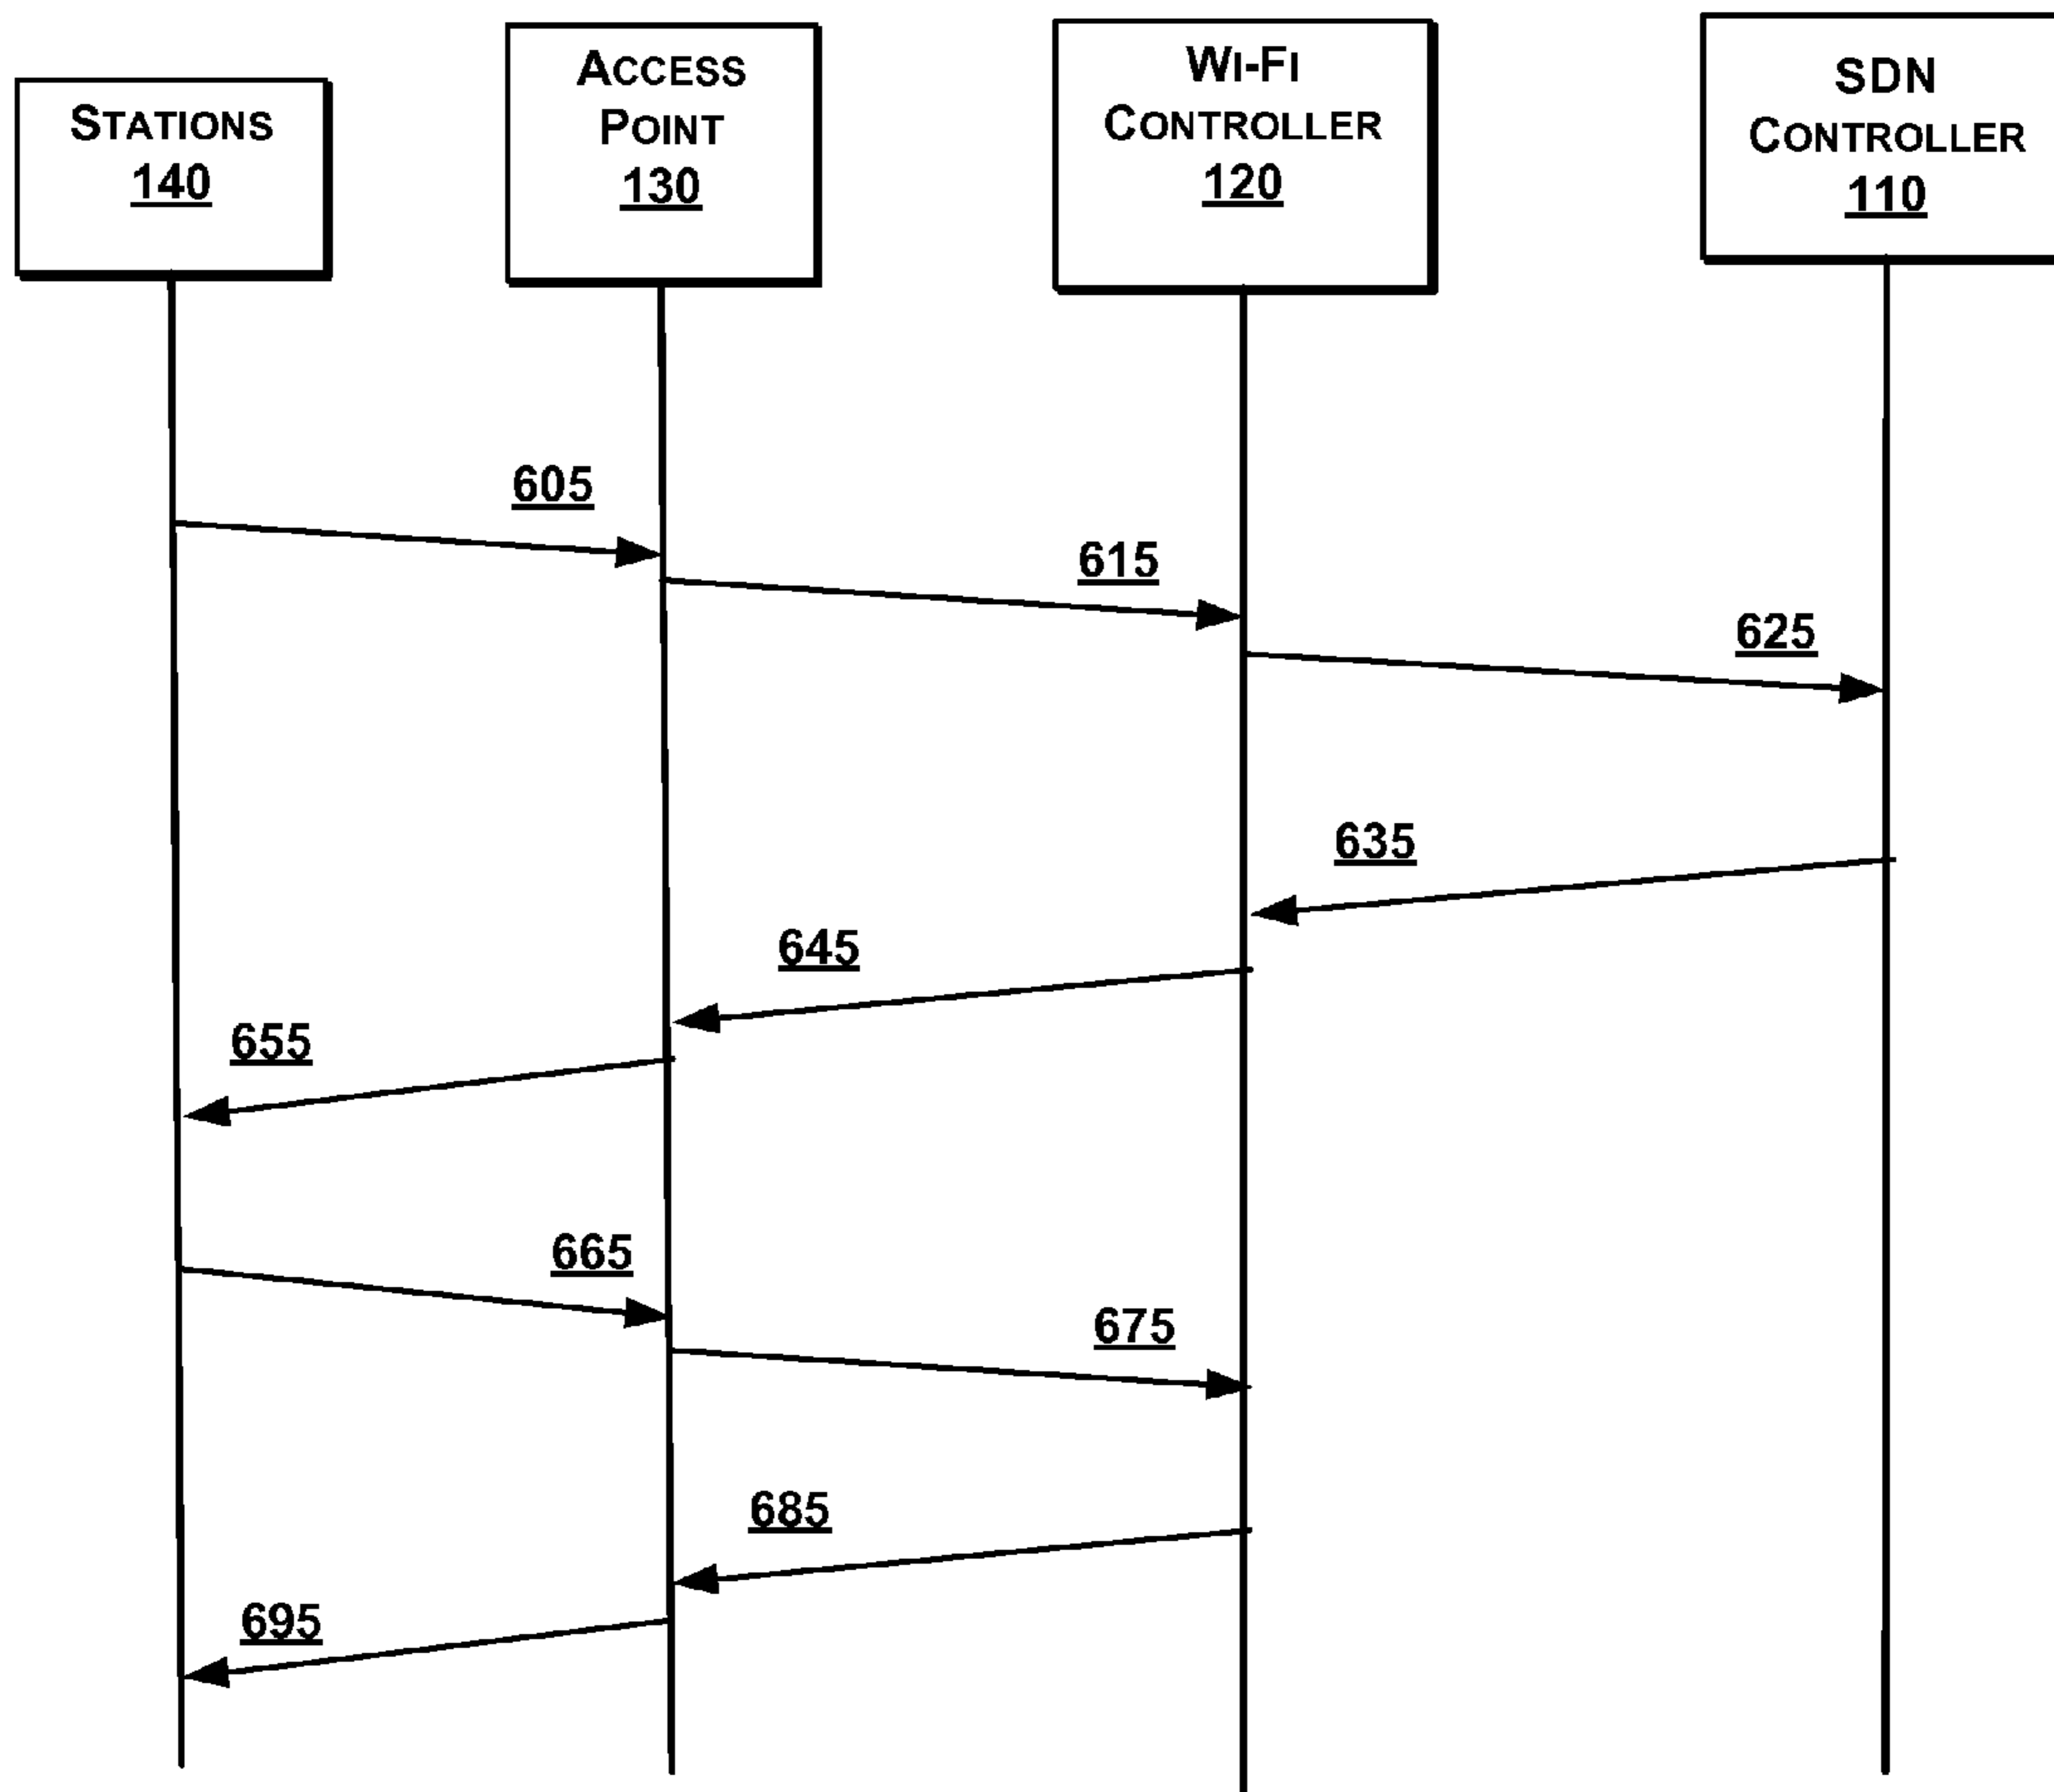 STATIONS
140
ACCESS
POINT
130
WI-FI
CONTROLLER
120
SDN
CONTROLLER
110
605
615
625
635
645
655
665
675
685
695